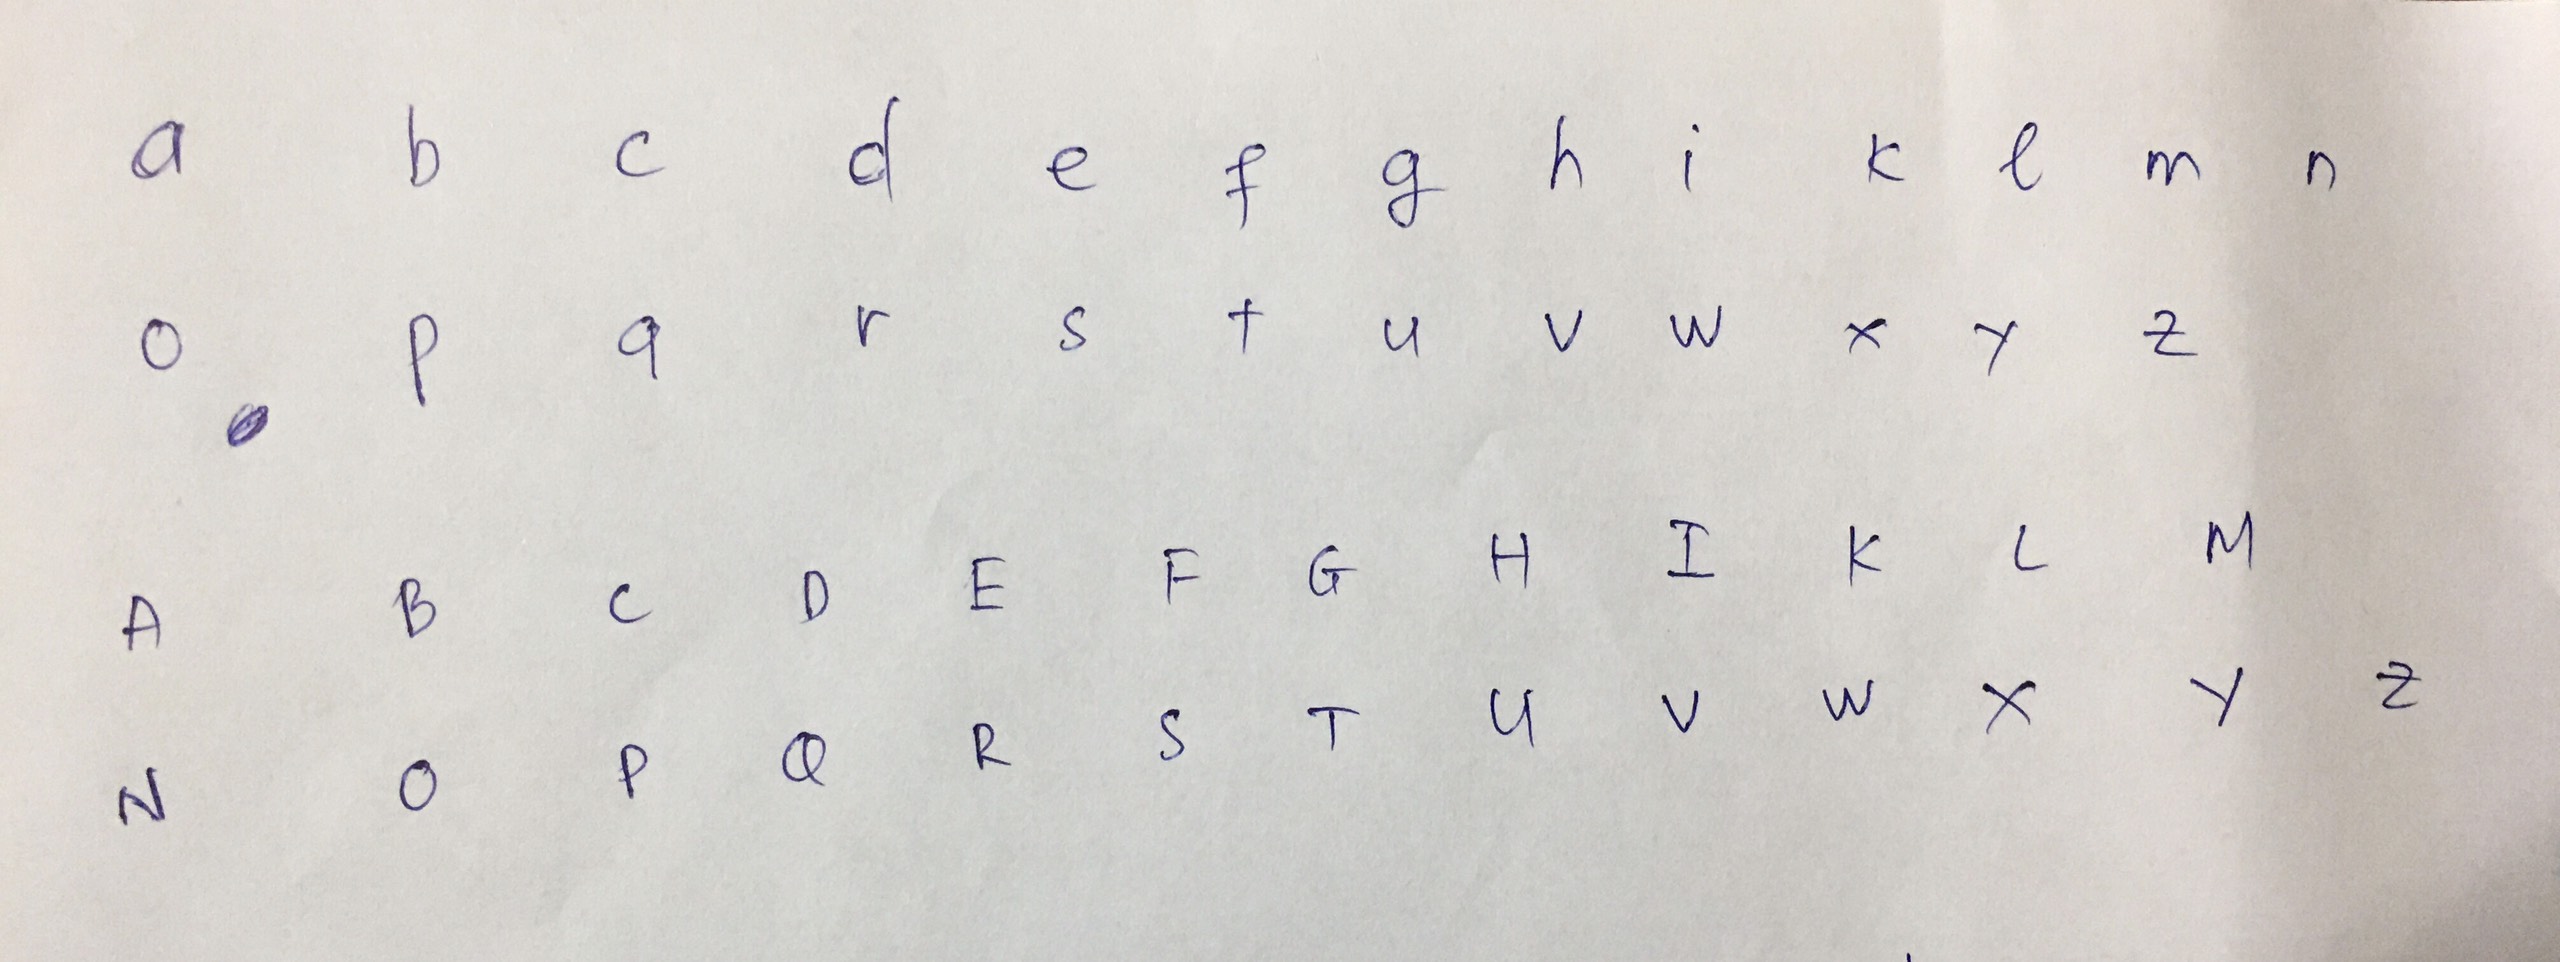 a b c d e f g h i k l m n
o p q r s t u v w x y z
A B C D E F G H I K L M
N O P Q R S T U V W X Y Z